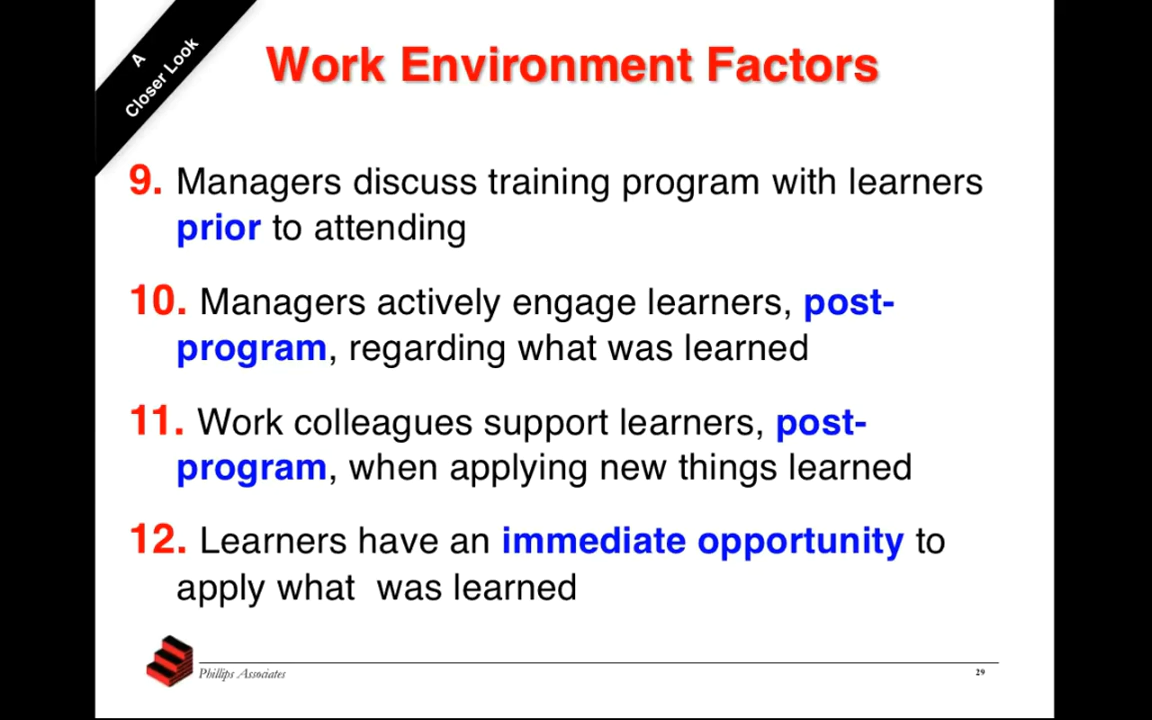 A
Closer Look
Work Environment Factors
9. Managers discuss training program with learners
prior to attending
10. Managers actively engage learners, post-
program, regarding what was learned
11. Work colleagues support learners, post-
program, when applying new things learned
12. Learners have an immediate opportunity to
apply what was learned
Phillips Associates
29